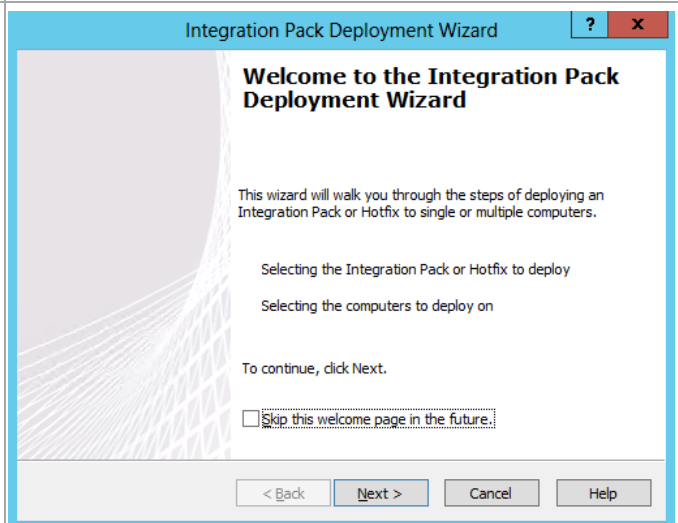 Integration Pack Deployment Wizard
?
x
Welcome to the Integration Pack
Deployment Wizard
This wizard will walk you through the steps of deploying an
Integration Pack or Hotfix to single or multiple computers.
Selecting the Integration Pack or Hotfix to deploy
Selecting the computers to deploy on
To continue, click Next.
Skip this welcome page in the future.
< Back
Next >
Cancel
Help